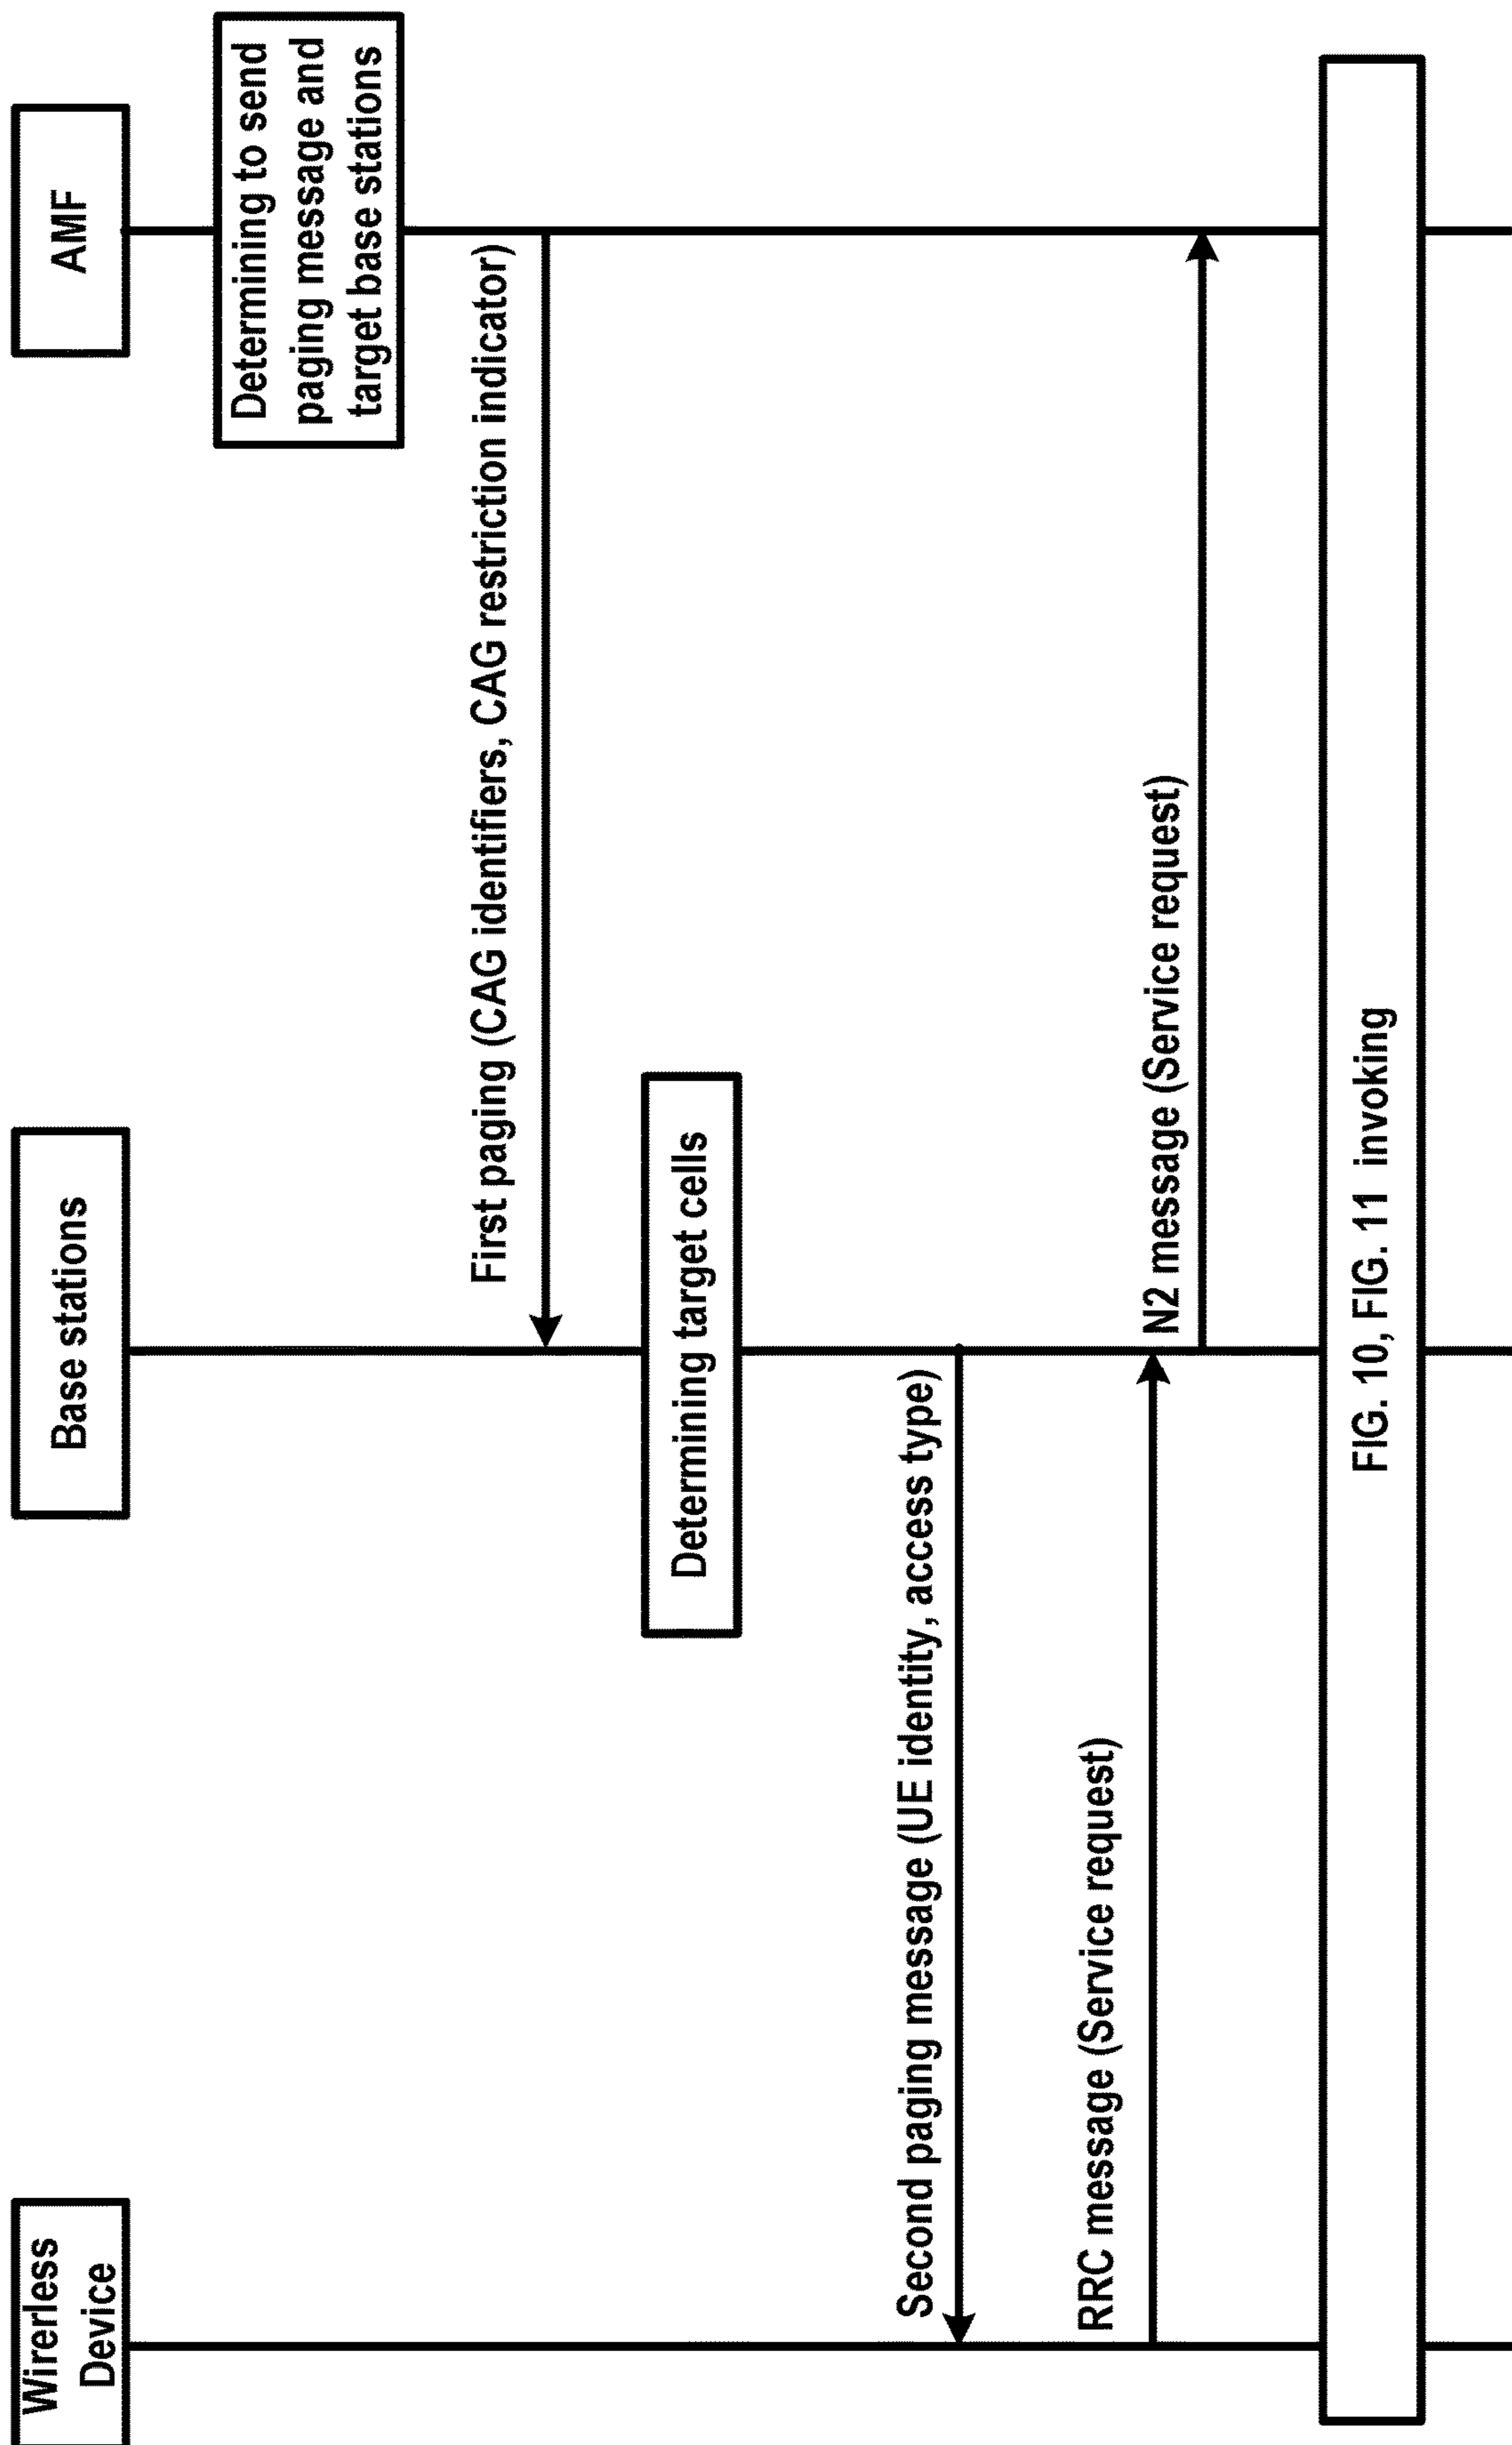 Wirerless
Device
Base stations
AMF
Determining to send
paging message and
target base stations
First paging (CAG identifiers, CAG restriction indicator)
Determining target cells
Second paging message (UE identity, access type)
RRC message (Service request)
N2 message (Service request)
FIG. 10, FIG. 11 invoking